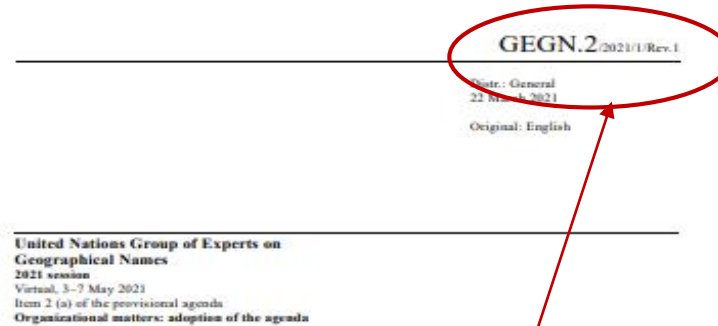 GEGN.2/2021/1/Rev.1
Distr.: General
22 March 2021
Original: English
United Nations Group of Experts on
Geographical Names
2021 session
Virtual, 3–7 May 2021
Item 2 (a) of the provisional agenda
Organizational matters: adoption of the agenda